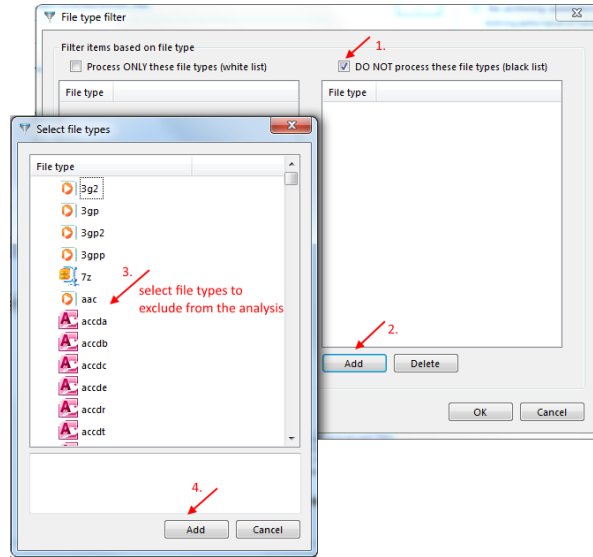 File type filter
1.
Filter items based on file type
Process ONLY these file types (white list)
DO NOT process these file types (black list)
File type
File type
Select file types
File type
3g2
3gp
3gp2
3gpp
7z
aac
accda
accdb
accdc
accde
accdr
accdt
3.
select file types to
exclude from the analysis
2.
Add
Delete
OK
Cancel
4.
Add
Cancel